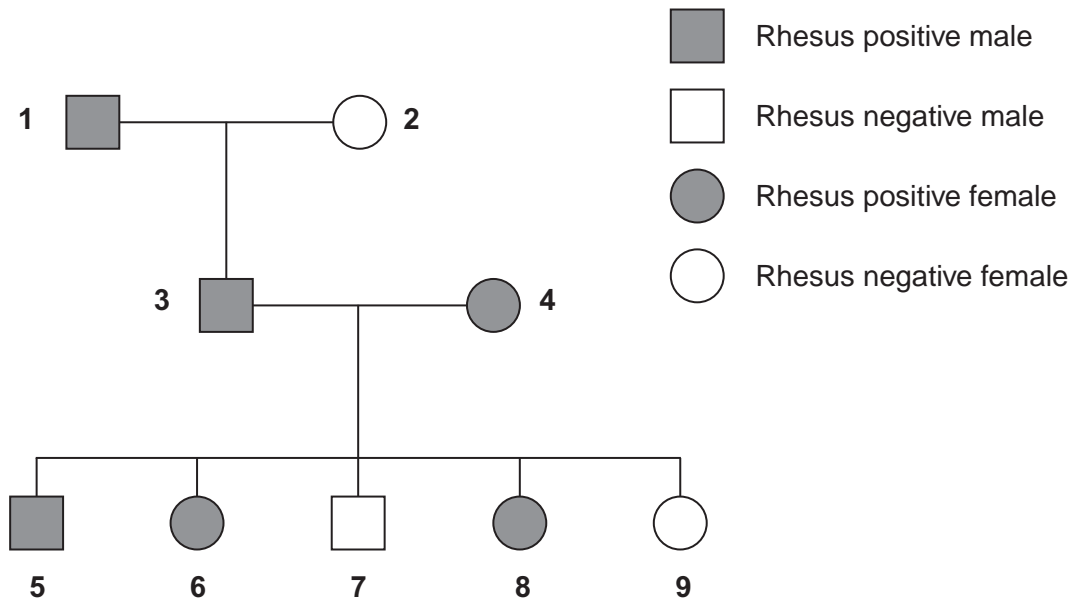 Rhesus positive male
1
2
Rhesus negative male
Rhesus positive female
3
4
Rhesus negative female
5
6
7
8
9